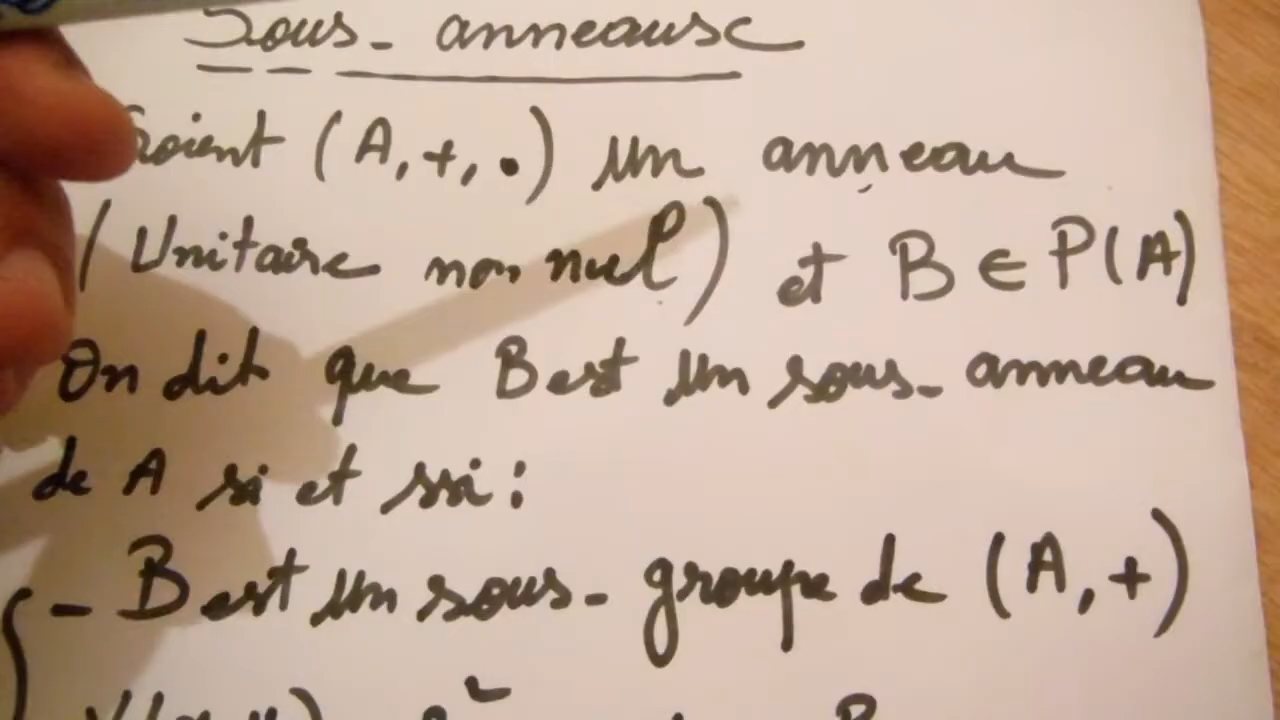 Sous-anneaux
Soient (A, +, •) un anneau
(Unitaire non nul) et B ∈ P(A)
On dit que B est un sous-anneau
de A si et ssi :
- B est un sous-groupe de (A, +)